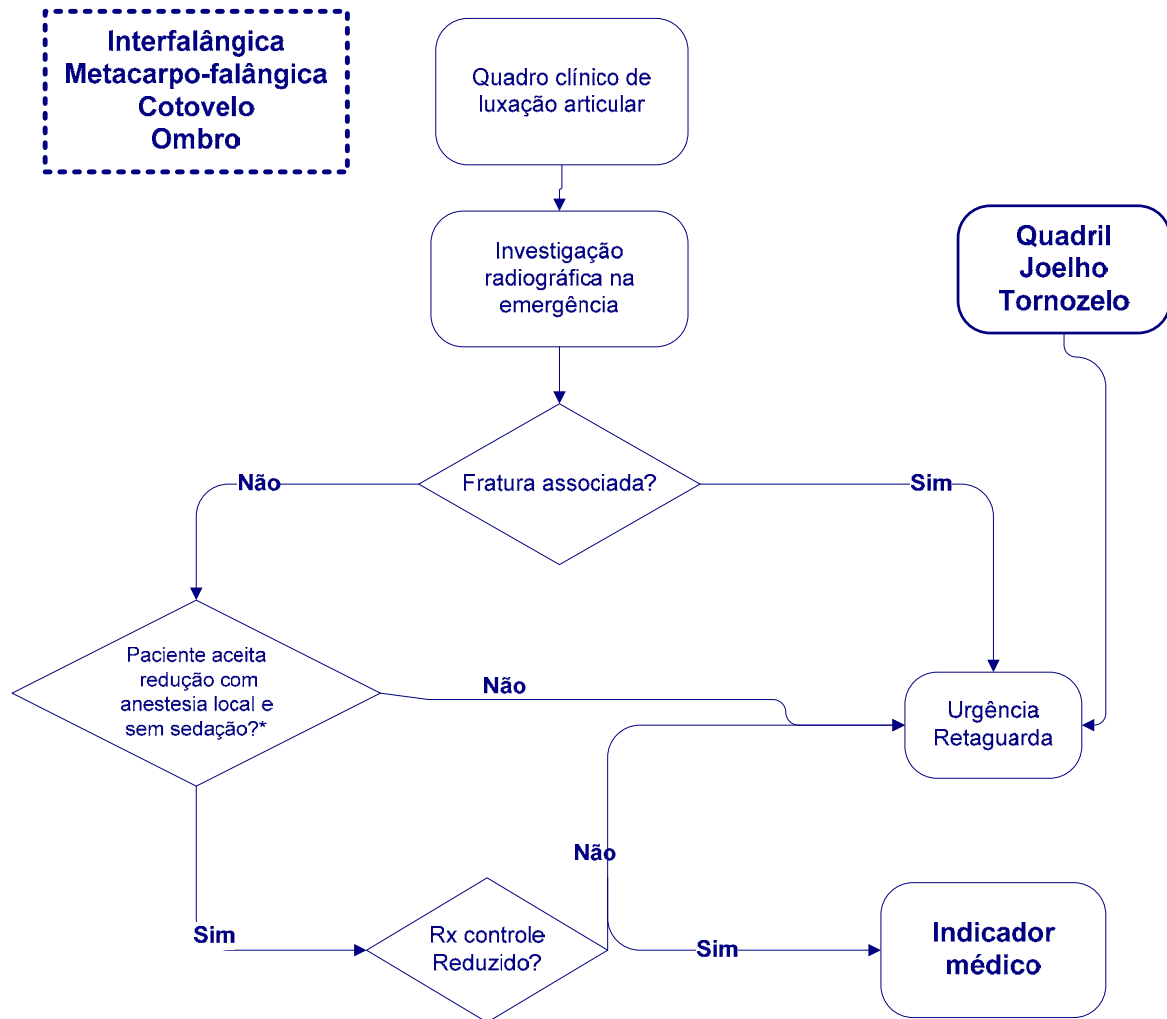 Interfalângica
Metacarpo-falângica
Cotovelo
Ombro
Quadro clínico de
luxação articular
Investigação
radiográfica na
emergência
Quadril
Joelho
Tornozelo
Fratura associada?
Não
Sim
Paciente aceita
redução com
anestesia local e
sem sedação?*
Não
Urgência
Retaguarda
Não
Sim
Rx controle
Reduzido?
Sim
Indicador
médico